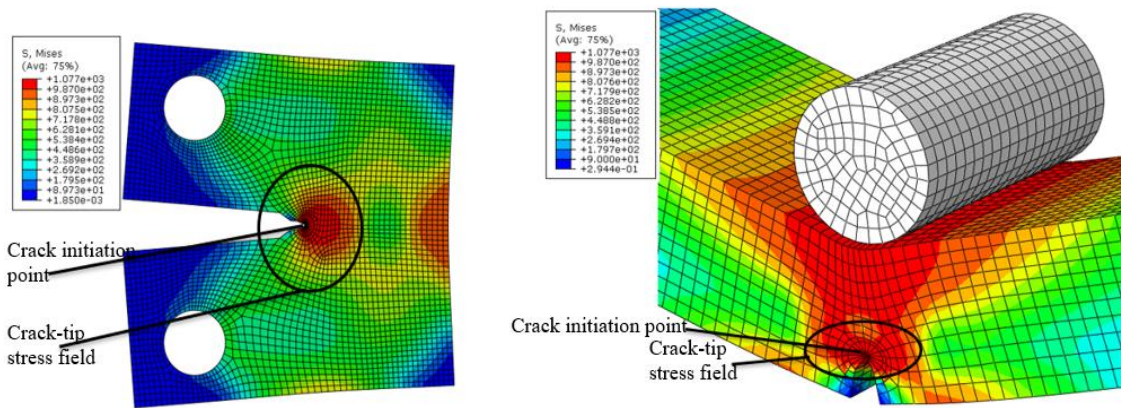 S, Mises
(Avg: 75%)
+1.077e+03
+9.870e+02
+8.973e+02
+8.075e+02
+7.178e+02
+6.281e+02
+5.384e+02
+4.486e+02
+3.589e+02
+2.692e+02
+1.795e+02
+8.973e+01
+1.850e-03
Crack initiation
point
Crack-tip
stress field
S, Mises
(Avg: 75%)
+1.077e+03
+9.870e+02
+8.973e+02
+8.076e+02
+7.179e+02
+6.282e+02
+5.385e+02
+4.488e+02
+3.591e+02
+2.694e+02
+1.797e+02
+9.000e+01
+2.944e-01
Crack initiation point
Crack-tip
stress field